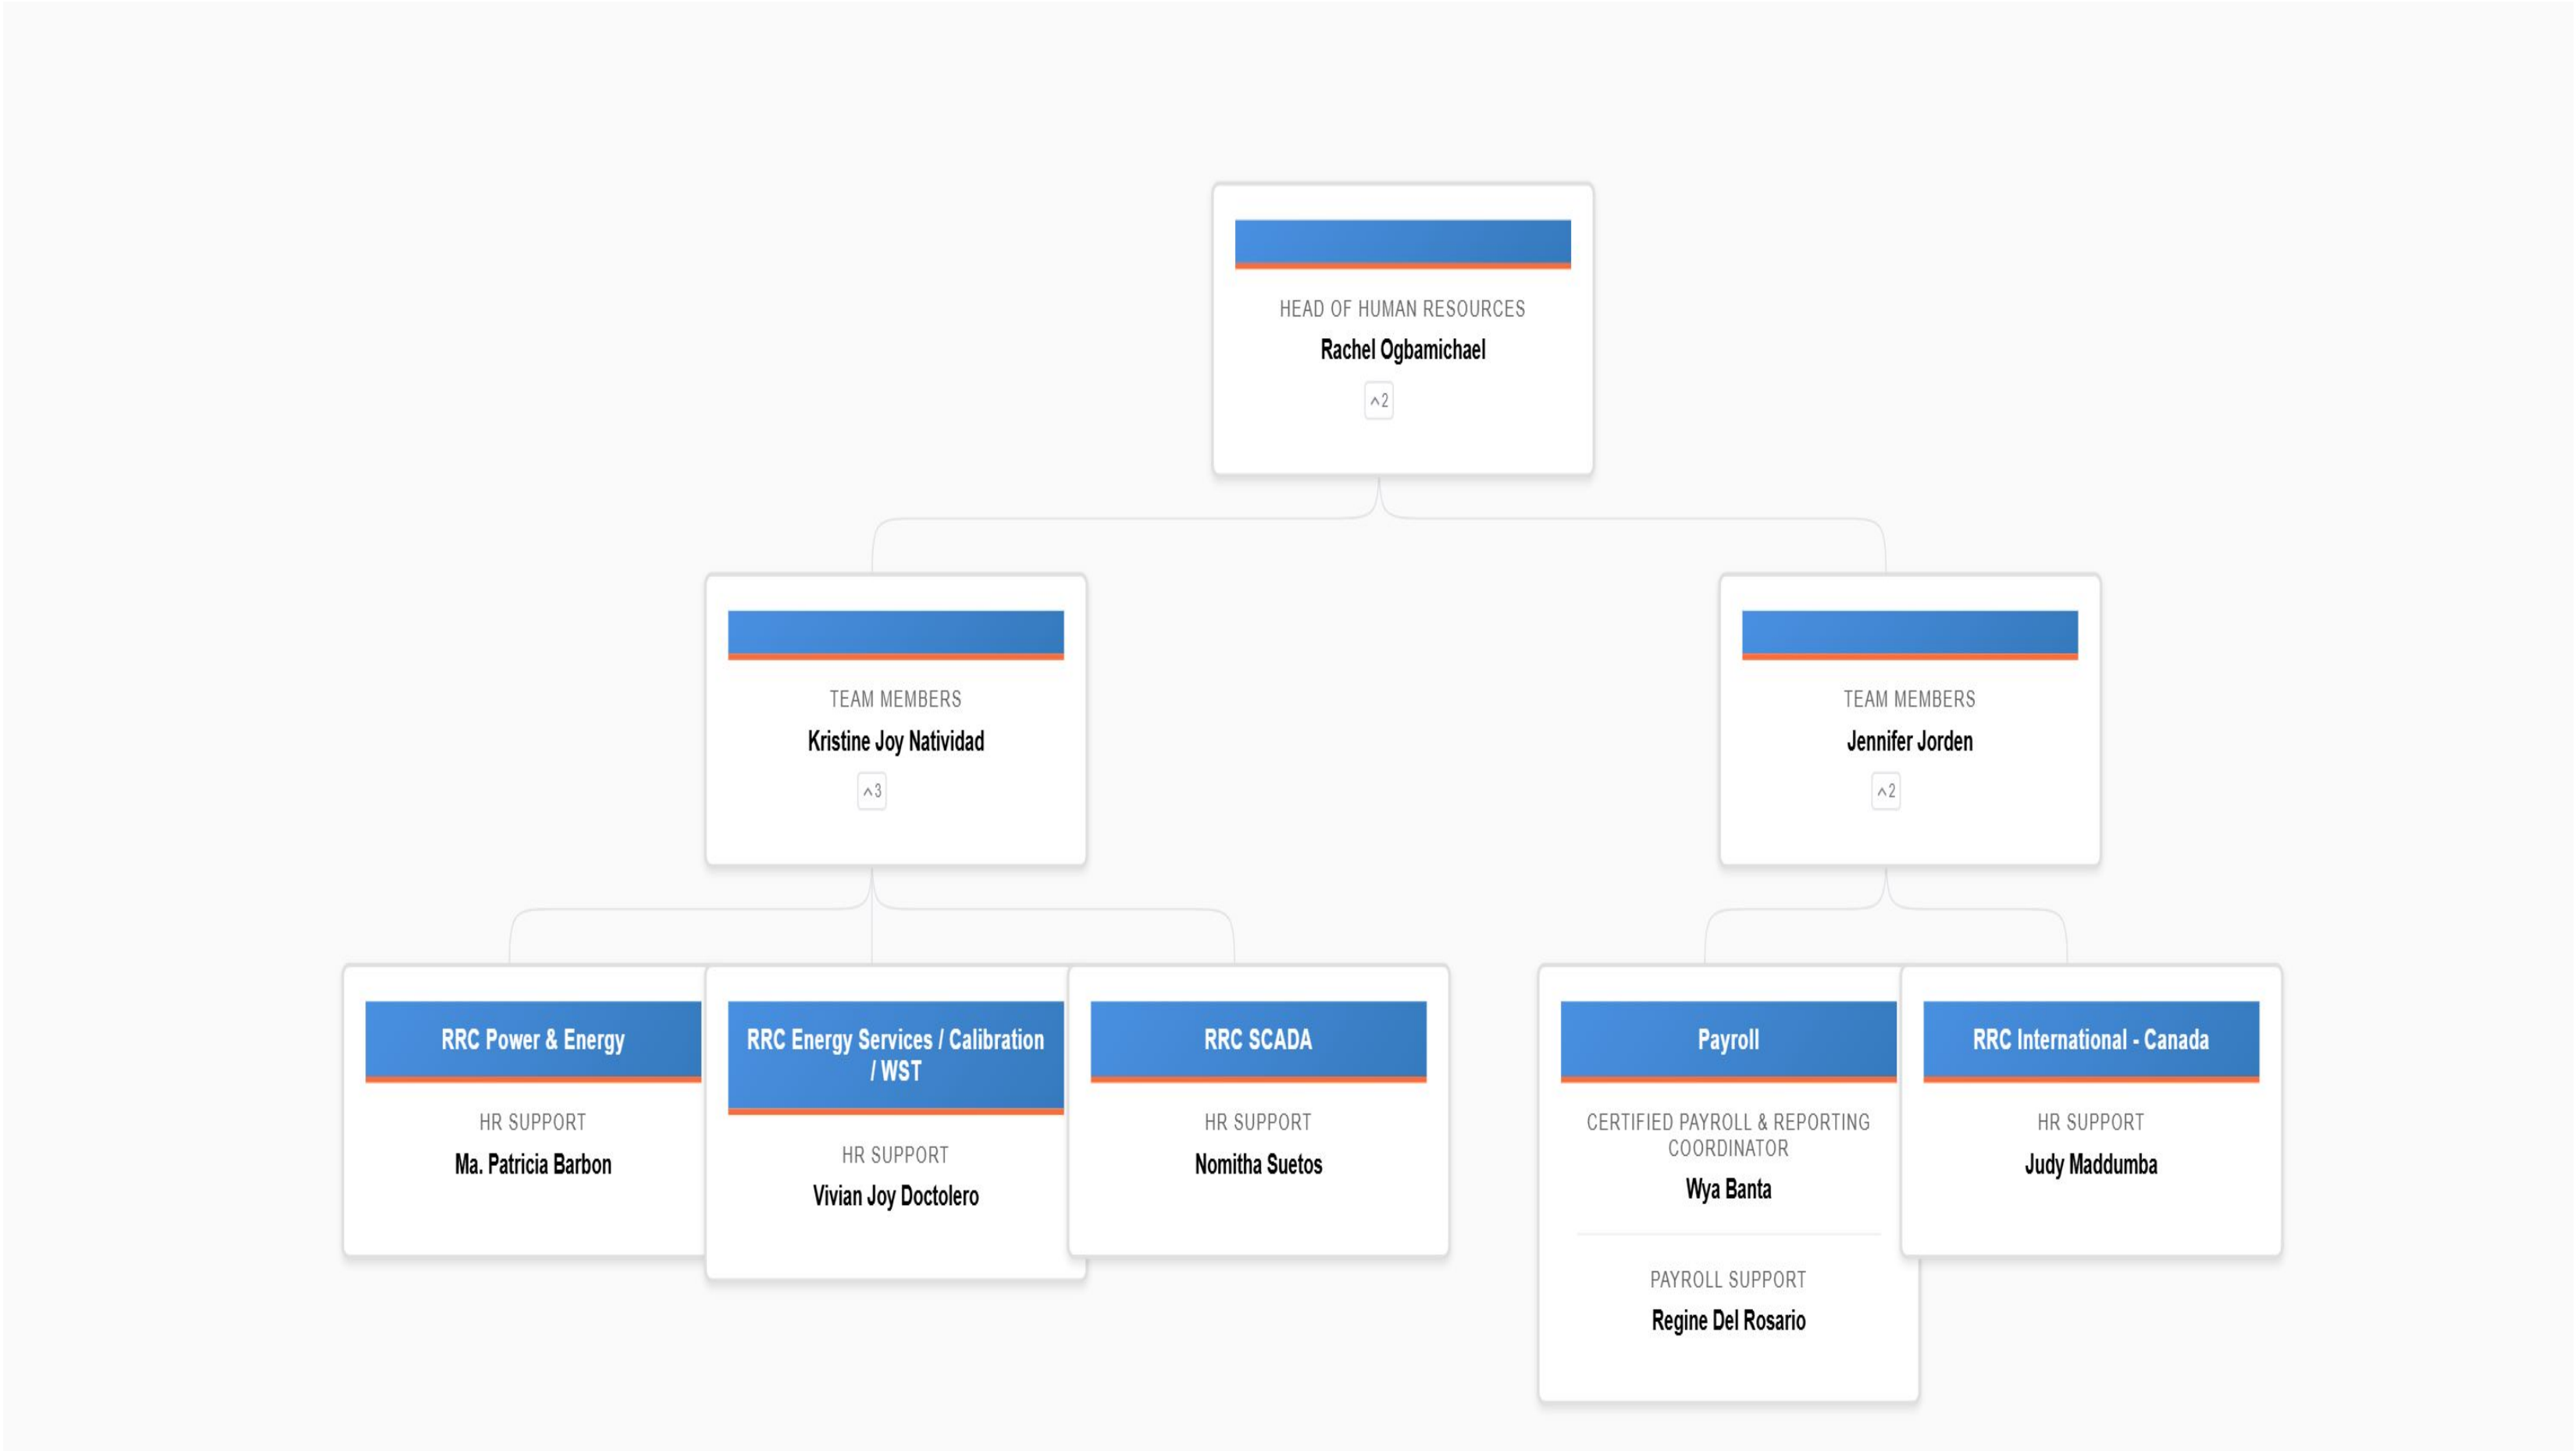 HEAD OF HUMAN RESOURCES
Rachel Ogbamichael
^2
TEAM MEMBERS
Kristine Joy Natividad
^3
TEAM MEMBERS
Jennifer Jorden
^2
RRC Power & Energy
HR SUPPORT
Ma. Patricia Barbon
RRC Energy Services / Calibration
/ WST
HR SUPPORT
Vivian Joy Doctolero
RRC SCADA
HR SUPPORT
Nomitha Suetos
Payroll
CERTIFIED PAYROLL & REPORTING
COORDINATOR
Wya Banta
PAYROLL SUPPORT
Regine Del Rosario
RRC International - Canada
HR SUPPORT
Judy Maddumba